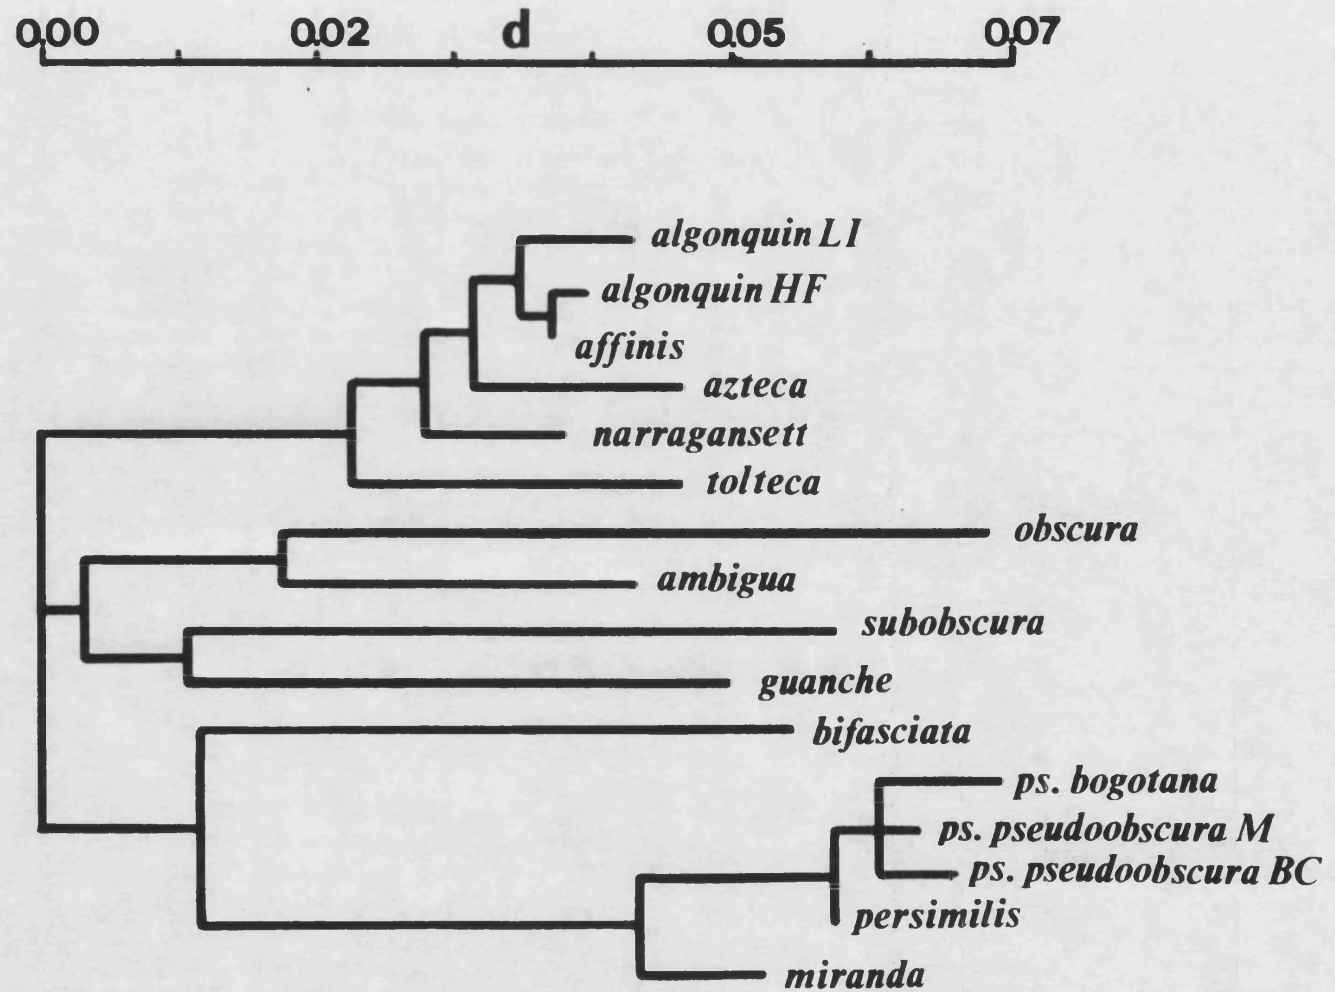 0.00 0.02 d 0.05 0.07
algonquin LI
algonquin HF
affinis
azteca
narragansett
tolteca
obscura
ambigua
subobscura
guanche
bifasciata
ps. bogotana
ps. pseudoobscura M
ps. pseudoobscura BC
persimilis
miranda